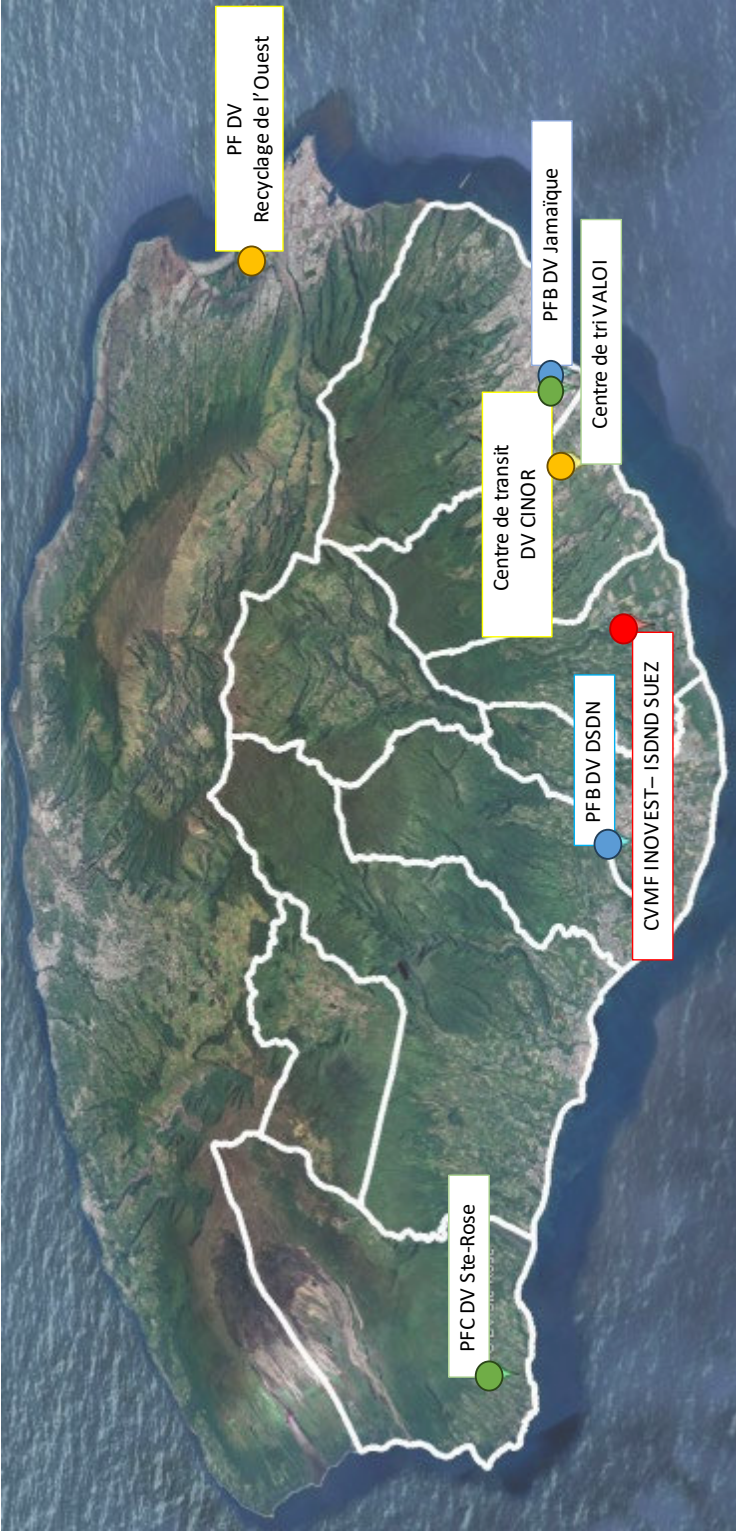 PF DV
Recyclage de l'Ouest
PFB DV Jamaïque
Centre de tri VALOI
Centre de transit
DV CINOR
PFB DV DSDN
CVMF INOVEST– ISDND SUEZ
PFC DV Ste-Rose